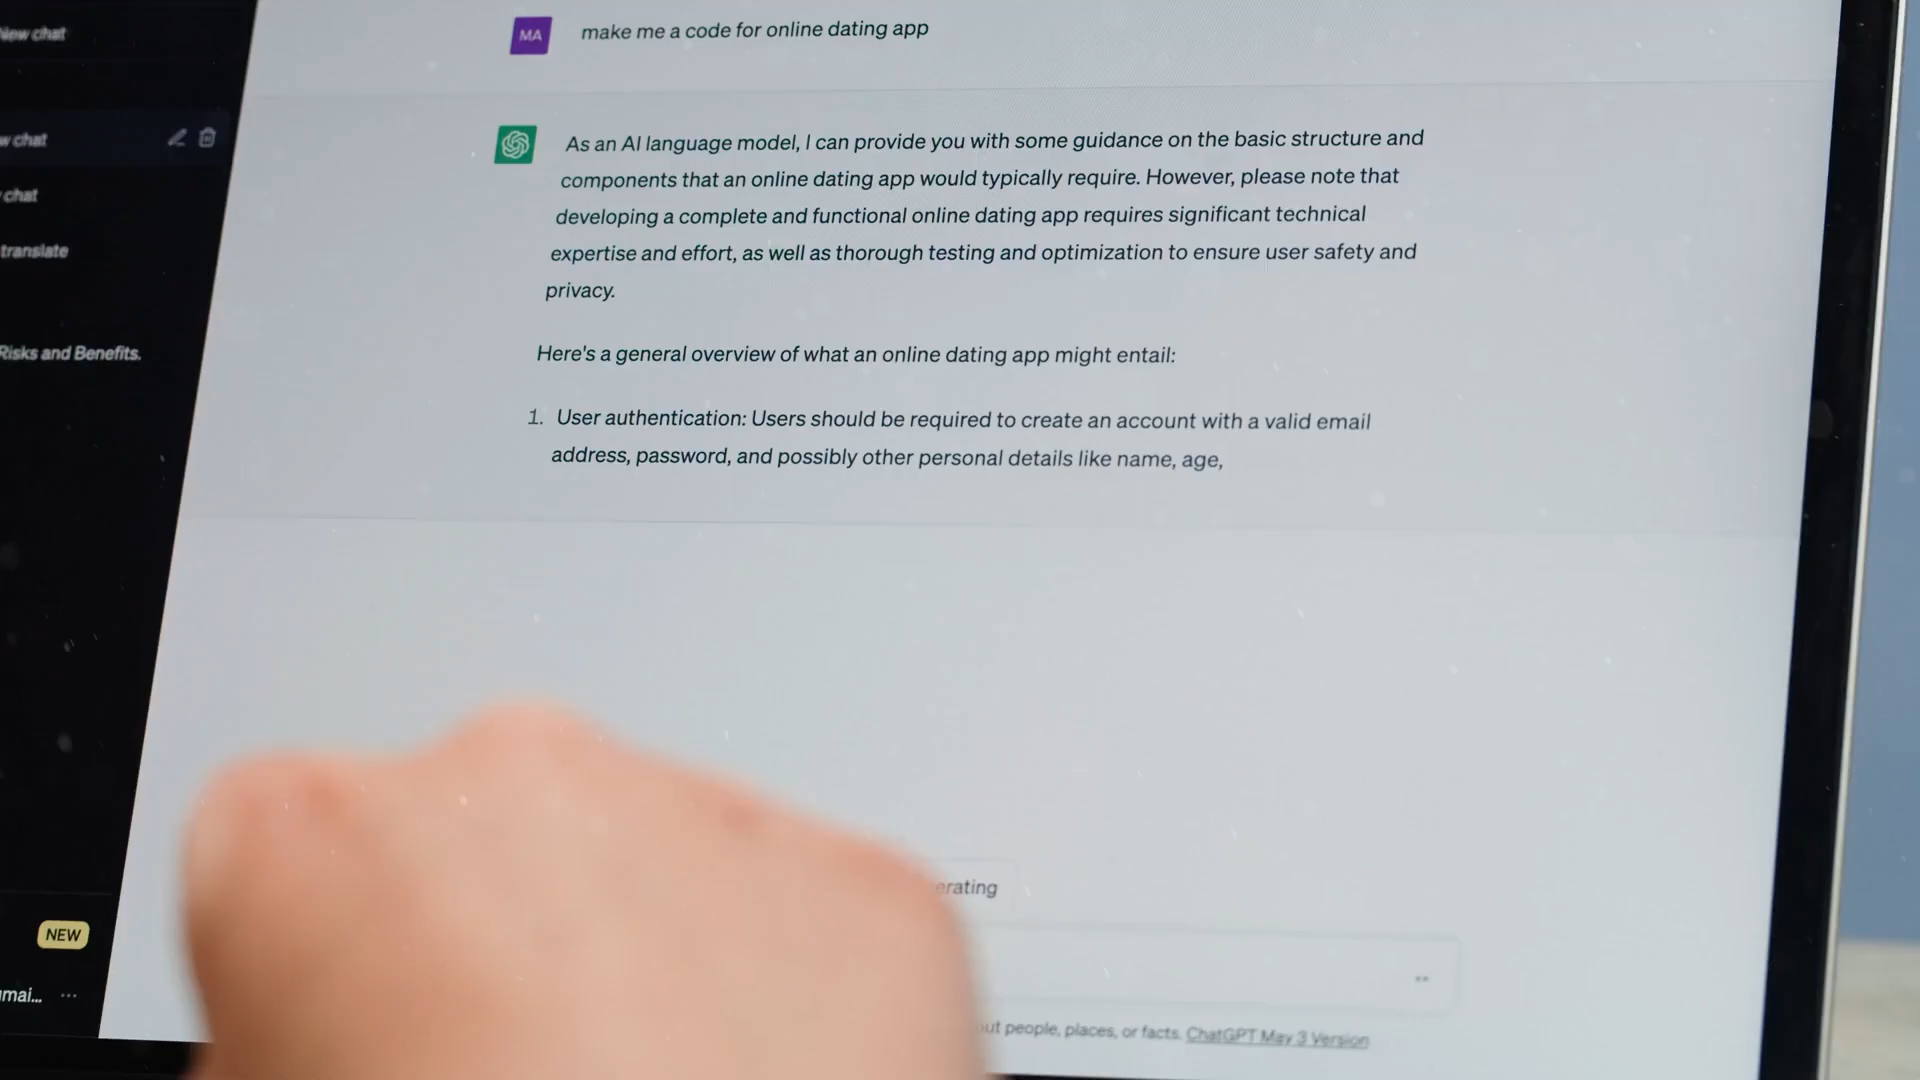 New chat
MA
make me a code for online dating app
w chat
chat
translate
Risks and Benefits.
As an AI language model, I can provide you with some guidance on the basic structure and
components that an online dating app would typically require. However, please note that
developing a complete and functional online dating app requires significant technical
expertise and effort, as well as thorough testing and optimization to ensure user safety and
privacy.
Here's a general overview of what an online dating app might entail:
1. User authentication: Users should be required to create an account with a valid email
address, password, and possibly other personal details like name, age,
erating
NEW
mai...
out people, places, or facts. ChatGPT May 3 Version